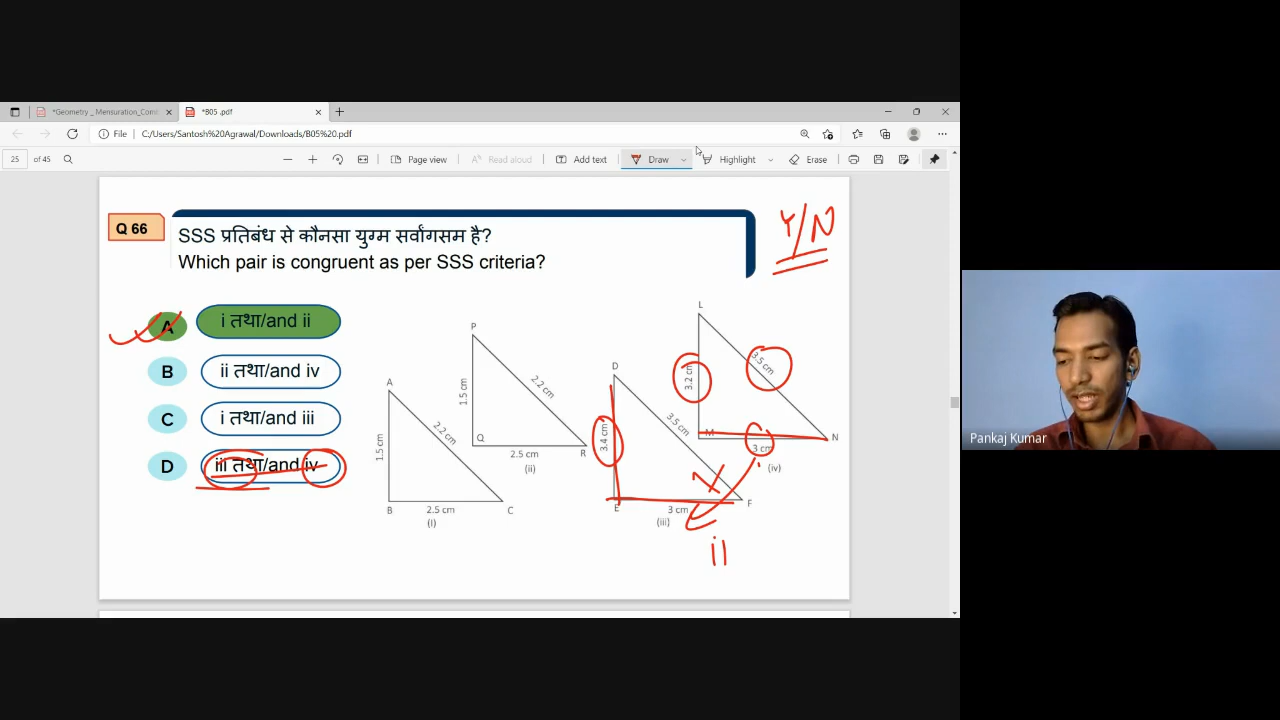 *Geometry _ Mensuration_Com
*B05 .pdf
File
C:/Users/Santosh%20Agrawal/Downloads/B05%20.pdf
25 of 45
Page view
Read aloud
Add text
Draw
Highlight
Erase
Q 66
SSS प्रतिबंध से कौनसा युग्म सर्वांगसम है?
Which pair is congruent as per SSS criteria?
Y/N
A
i तथा/and ii
B
ii तथा/and iv
C
i तथा/and iii
D
iii तथा/and iv
A
1.5 cm
2.2 cm
B
2.5 cm
C
(i)
P
1.5 cm
2.2 cm
Q
2.5 cm
R
(ii)
D
3.4 cm
3.5 cm
E
3 cm
F
(iii)
L
3.2 cm
3.5 cm
M
3 cm
N
(iv)
Pankaj Kumar